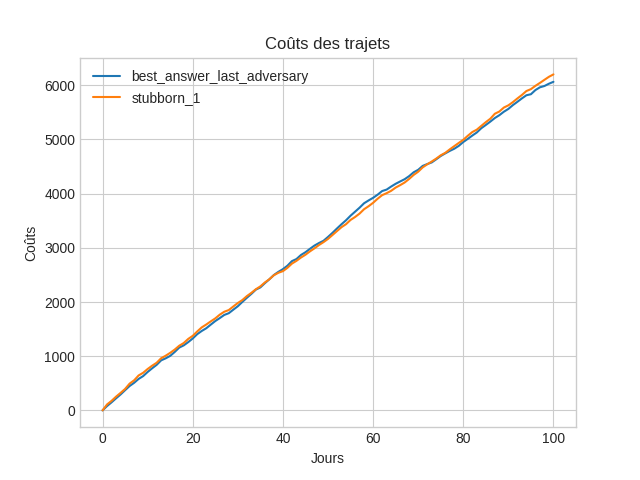 Coûts des trajets
best_answer_last_adversary
stubborn_1
6000
5000
4000
3000
2000
1000
0
Coûts
0 20 40 60 80 100
Jours